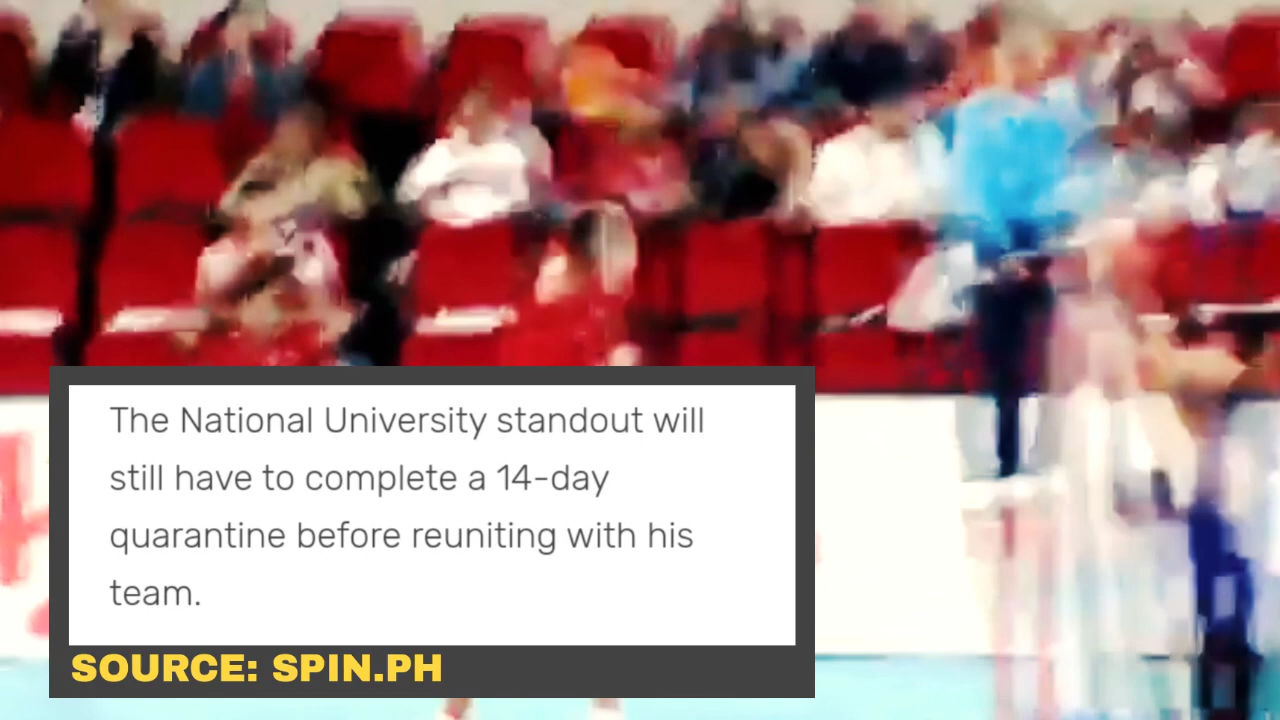 The National University standout will
still have to complete a 14-day
quarantine before reuniting with his
team.
SOURCE: SPIN.PH